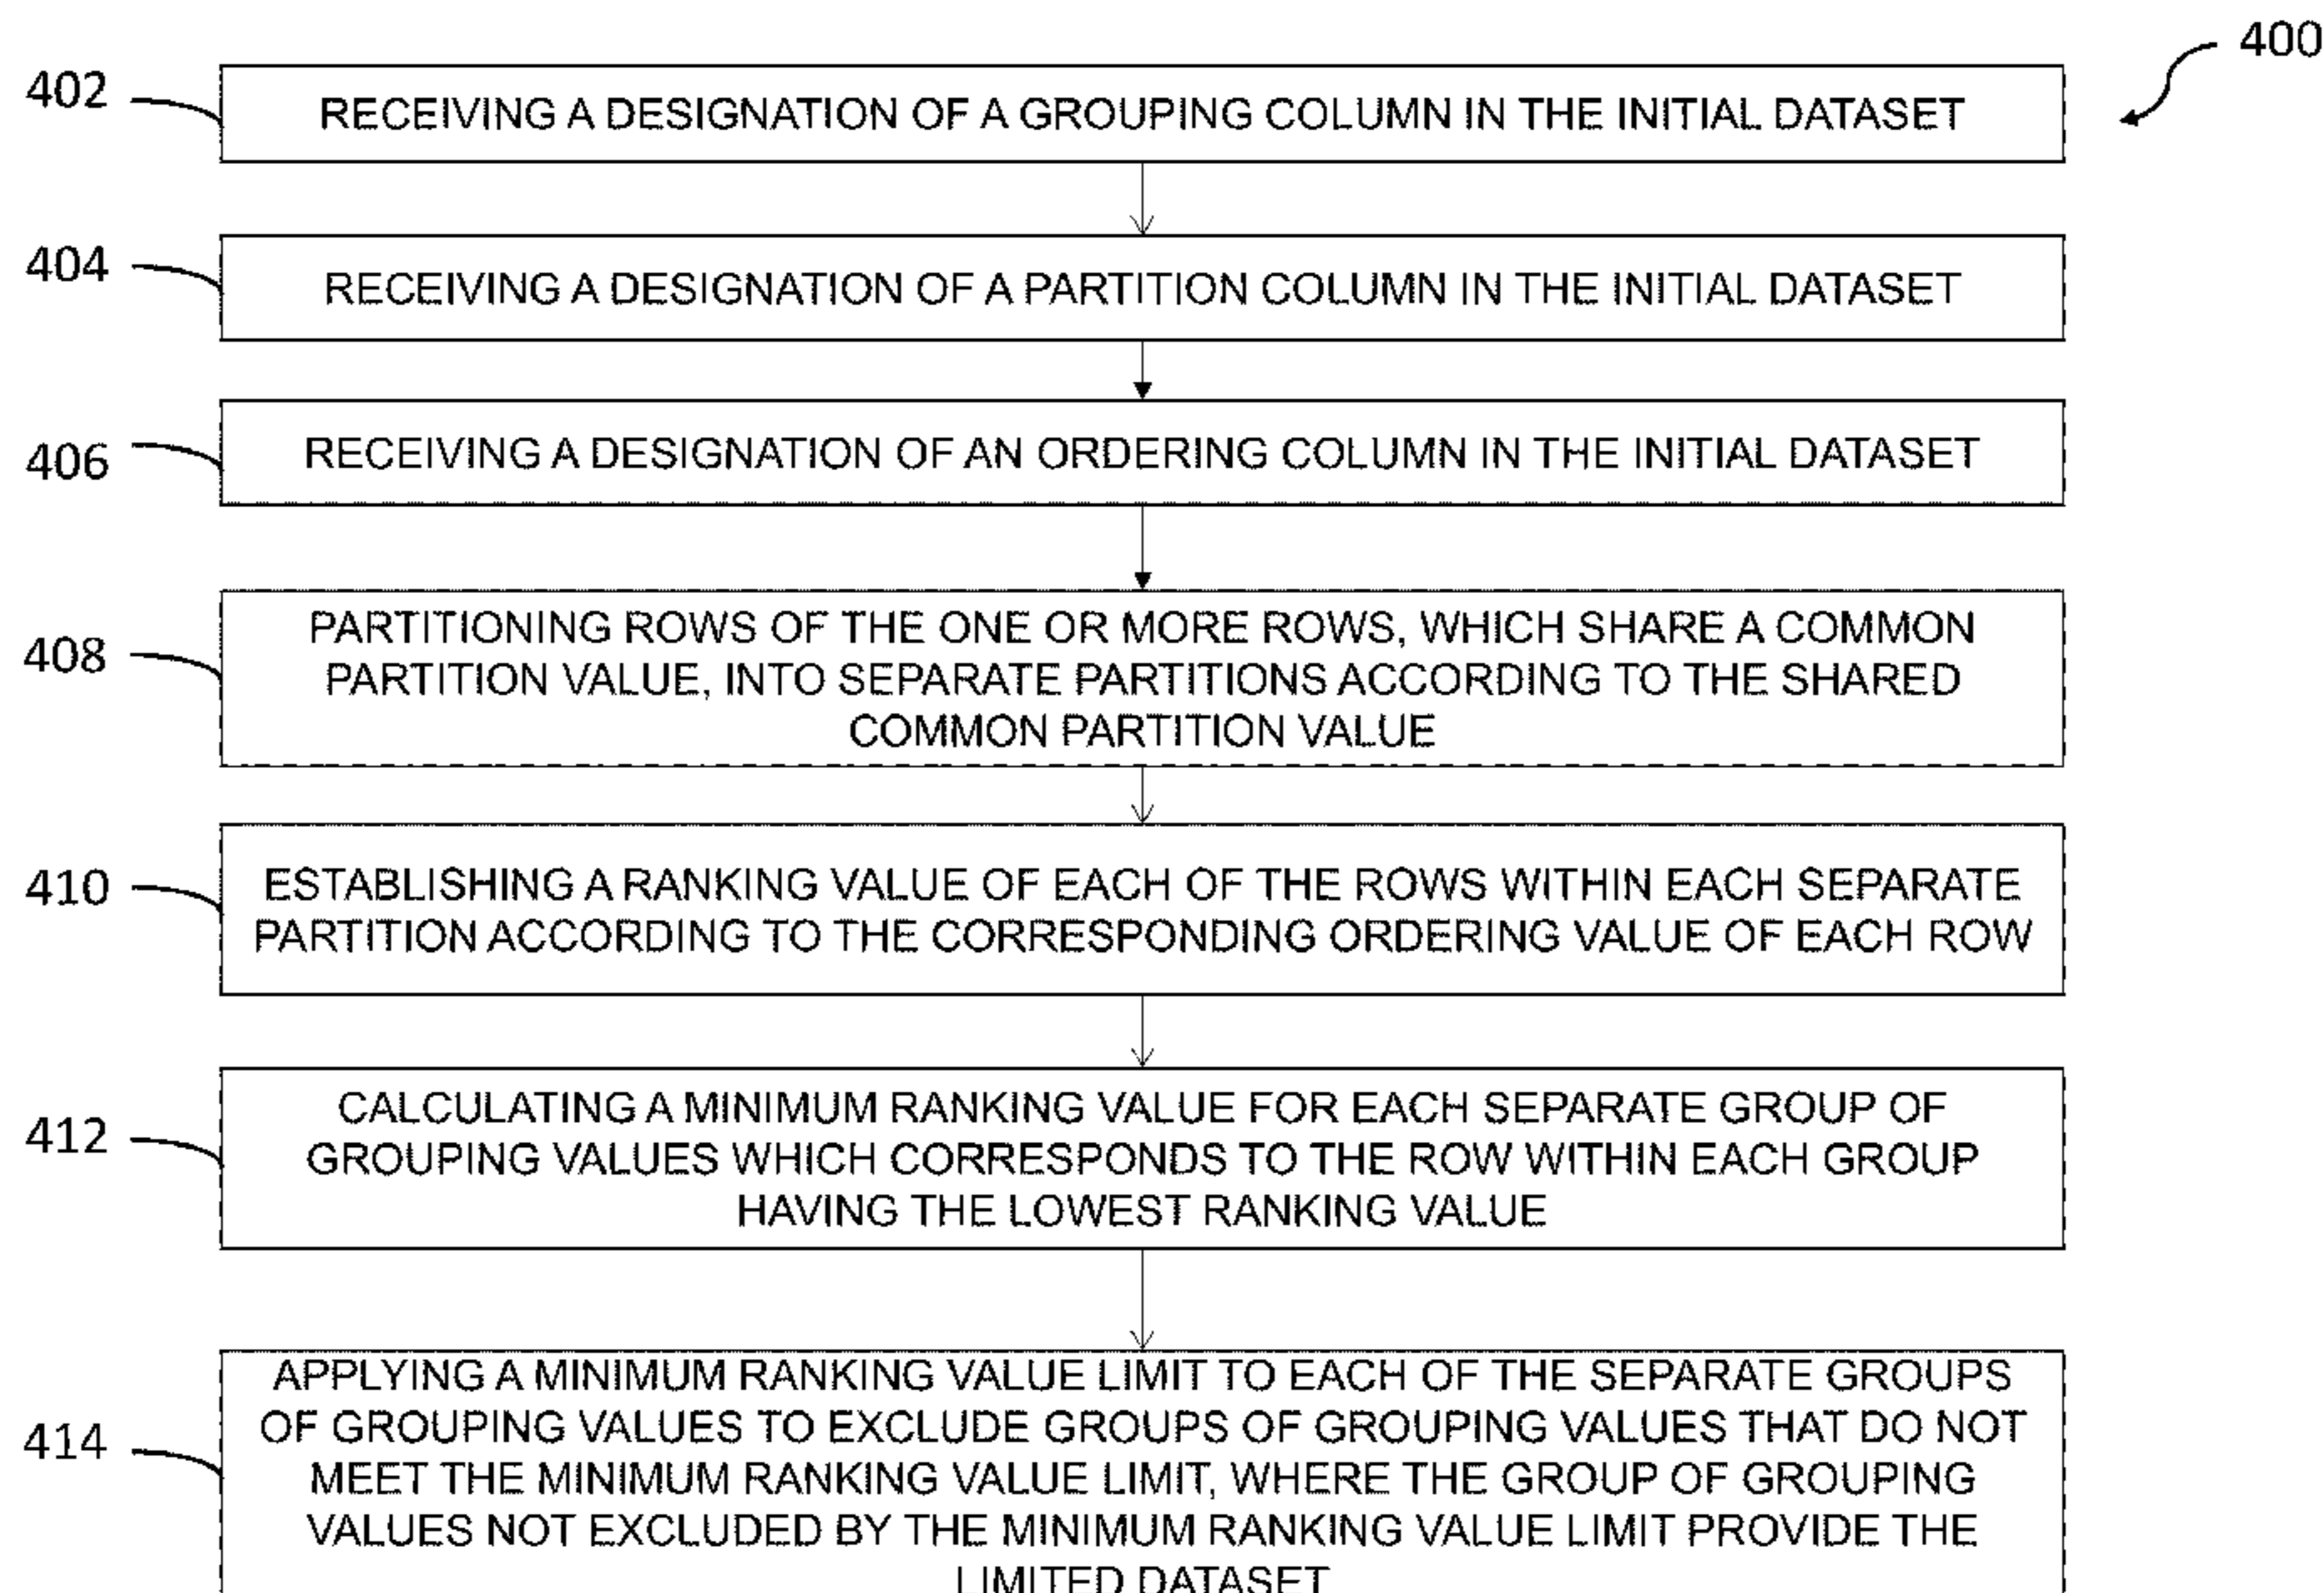 400
402
RECEIVING A DESIGNATION OF A GROUPING COLUMN IN THE INITIAL DATASET
404
RECEIVING A DESIGNATION OF A PARTITION COLUMN IN THE INITIAL DATASET
406
RECEIVING A DESIGNATION OF AN ORDERING COLUMN IN THE INITIAL DATASET
408
PARTITIONING ROWS OF THE ONE OR MORE ROWS, WHICH SHARE A COMMON
PARTITION VALUE, INTO SEPARATE PARTITIONS ACCORDING TO THE SHARED
COMMON PARTITION VALUE
410
ESTABLISHING A RANKING VALUE OF EACH OF THE ROWS WITHIN EACH SEPARATE
PARTITION ACCORDING TO THE CORRESPONDING ORDERING VALUE OF EACH ROW
412
CALCULATING A MINIMUM RANKING VALUE FOR EACH SEPARATE GROUP OF
GROUPING VALUES WHICH CORRESPONDS TO THE ROW WITHIN EACH GROUP
HAVING THE LOWEST RANKING VALUE
414
APPLYING A MINIMUM RANKING VALUE LIMIT TO EACH OF THE SEPARATE GROUPS
OF GROUPING VALUES TO EXCLUDE GROUPS OF GROUPING VALUES THAT DO NOT
MEET THE MINIMUM RANKING VALUE LIMIT, WHERE THE GROUP OF GROUPING
VALUES NOT EXCLUDED BY THE MINIMUM RANKING VALUE LIMIT PROVIDE THE
LIMITED DATASET